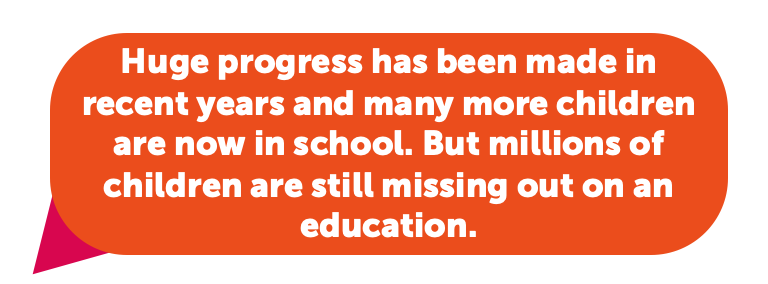 Huge progress has been made in
recent years and many more children
are now in school. But millions of
children are still missing out on an
education.